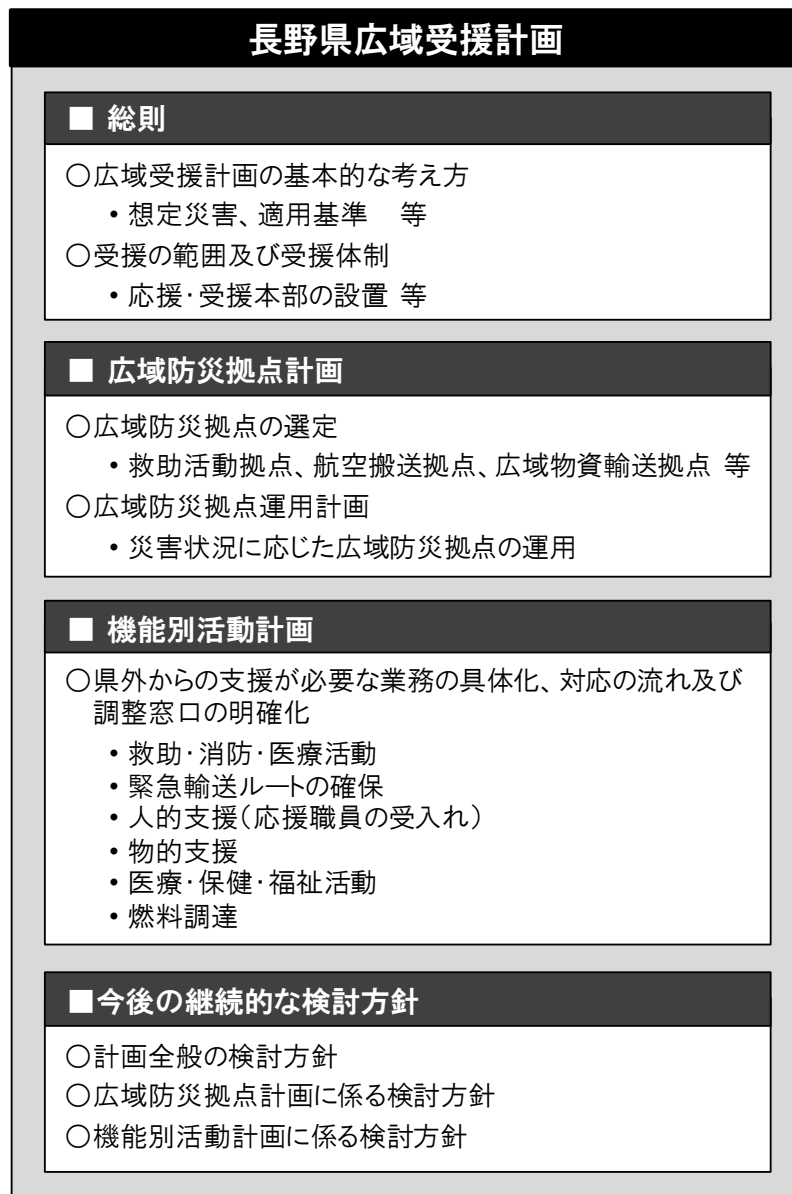 長野県広域受援計画
■ 総則
○広域受援計画の基本的な考え方
• 想定災害、適用基準　等
○受援の範囲及び受援体制
• 応援・受援本部の設置 等
■ 広域防災拠点計画
○広域防災拠点の選定
• 救助活動拠点、航空搬送拠点、広域物資輸送拠点 等
○広域防災拠点運用計画
• 災害状況に応じた広域防災拠点の運用
■ 機能別活動計画
○県外からの支援が必要な業務の具体化、対応の流れ及び
調整窓口の明確化
• 救助・消防・医療活動
• 緊急輸送ルートの確保
• 人的支援（応援職員の受入れ）
• 物的支援
• 医療・保健・福祉活動
• 燃料調達
■今後の継続的な検討方針
○計画全般の検討方針
○広域防災拠点計画に係る検討方針
○機能別活動計画に係る検討方針